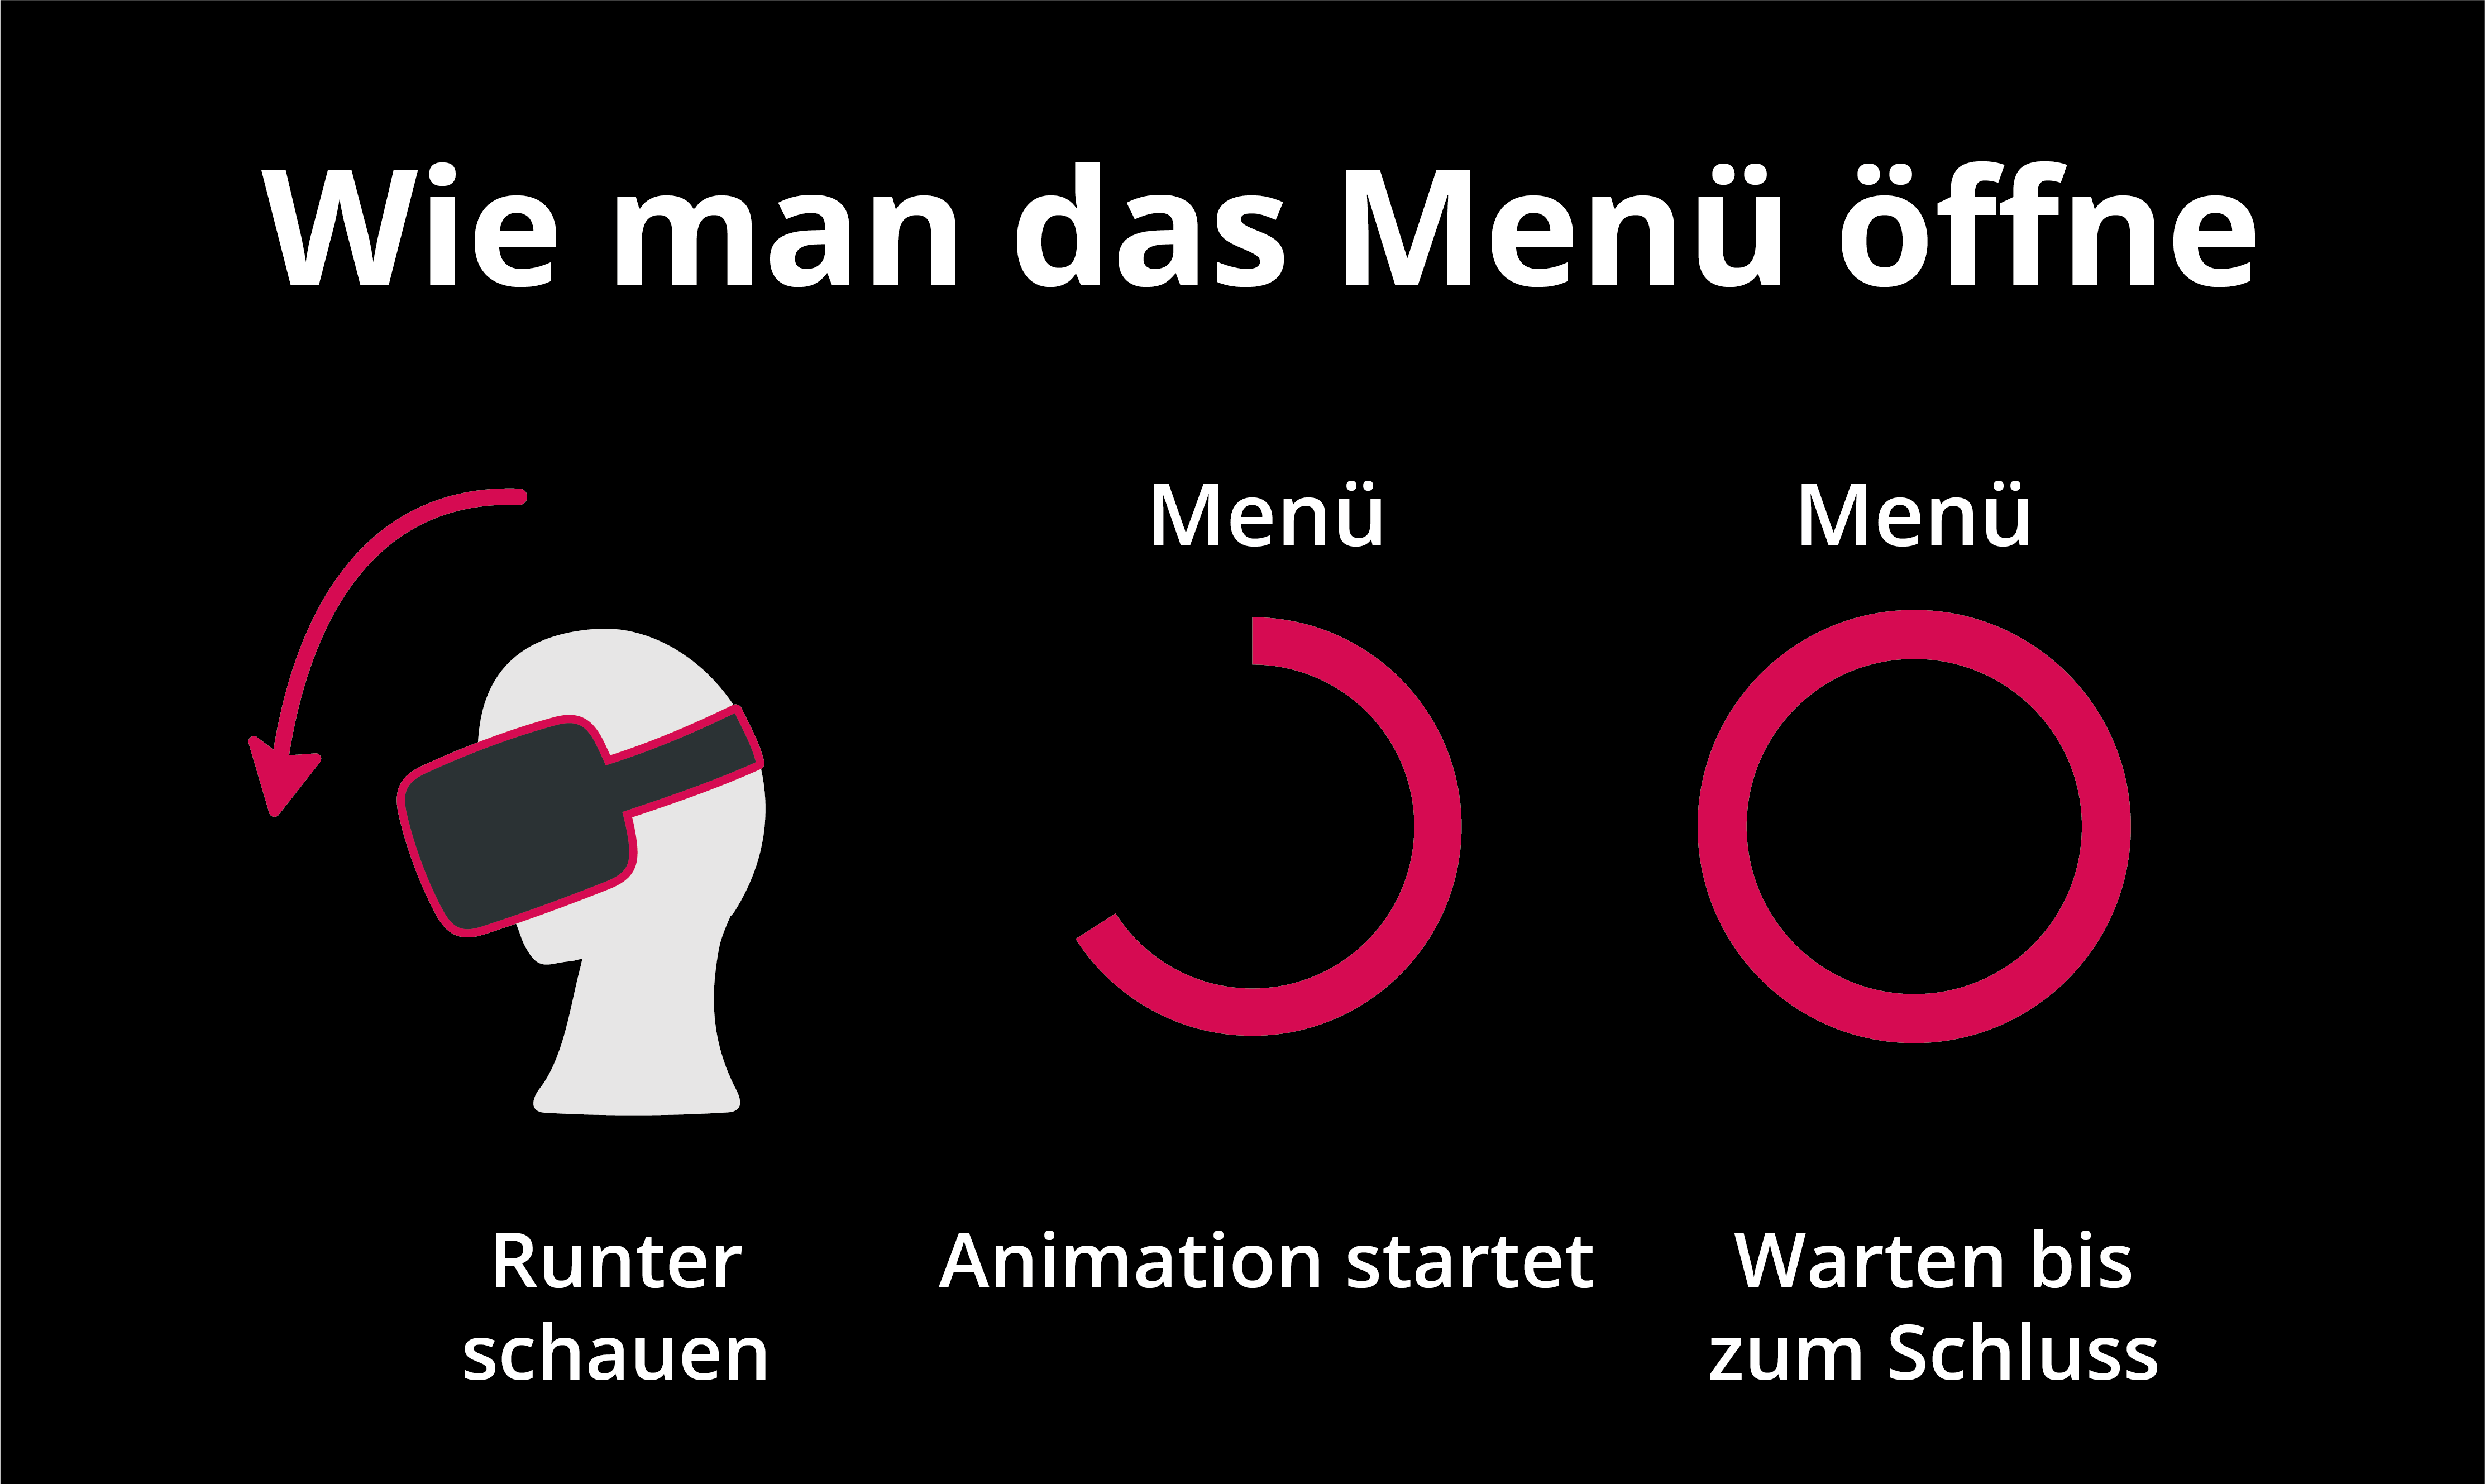 Wie man das Menü öffne
Menü
Menü
Runter
schauen
Animation startet
Warten bis
zum Schluss